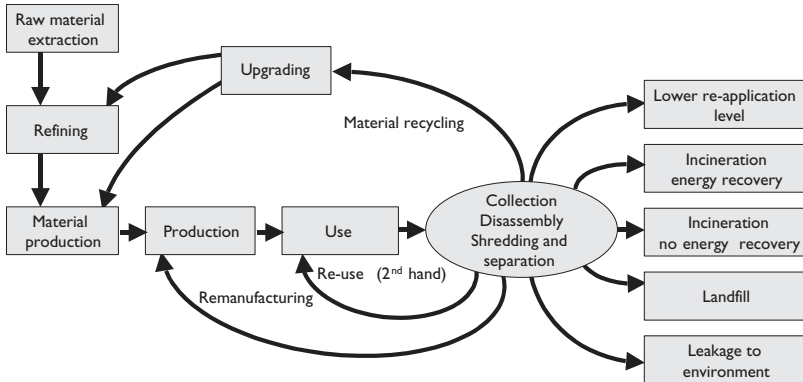 Raw material
extraction
Upgrading
Refining
Material recycling
Lower re-application
level
Incineration
energy recovery
Material
production
Production
Use
Collection
Disassembly
Shredding and
separation
Incineration
no energy recovery
Re-use (2nd hand)
Remanufacturing
Landfill
Leakage to
environment